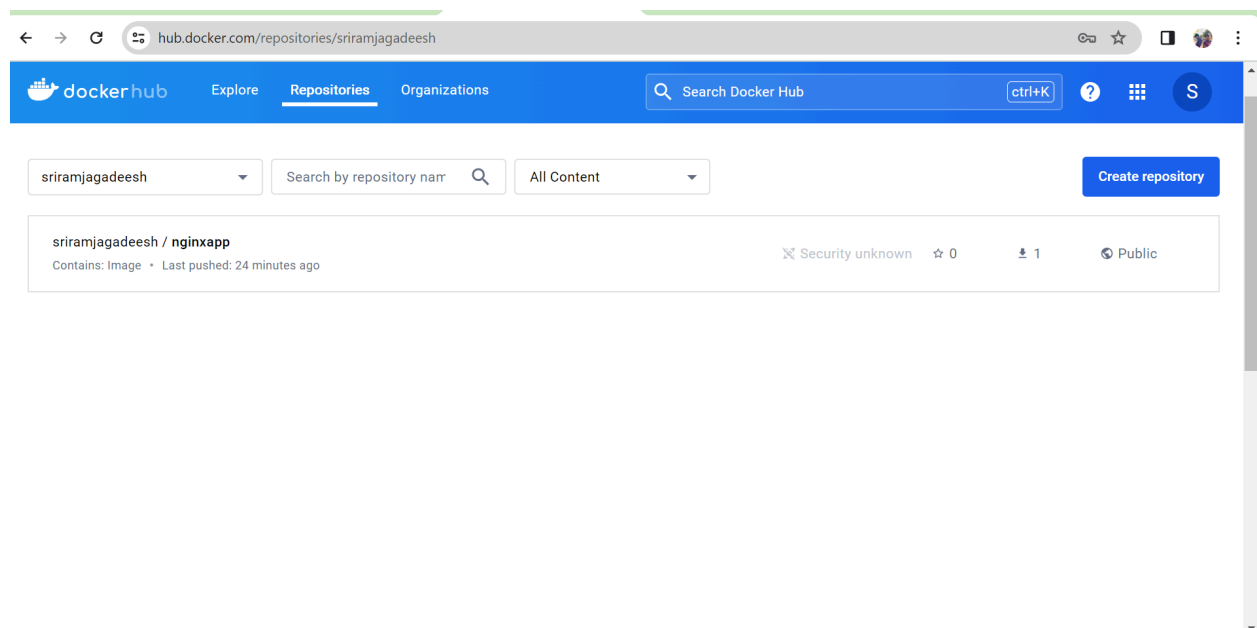 hub.docker.com/repositories/sriramjagadeesh
dockerhub Explore Repositories Organizations Search Docker Hub ctrl+K ? S
sriramjagadeesh Search by repository nam All Content Create repository
sriramjagadeesh / nginxapp
Contains: Image • Last pushed: 24 minutes ago
Security unknown 0 1 Public